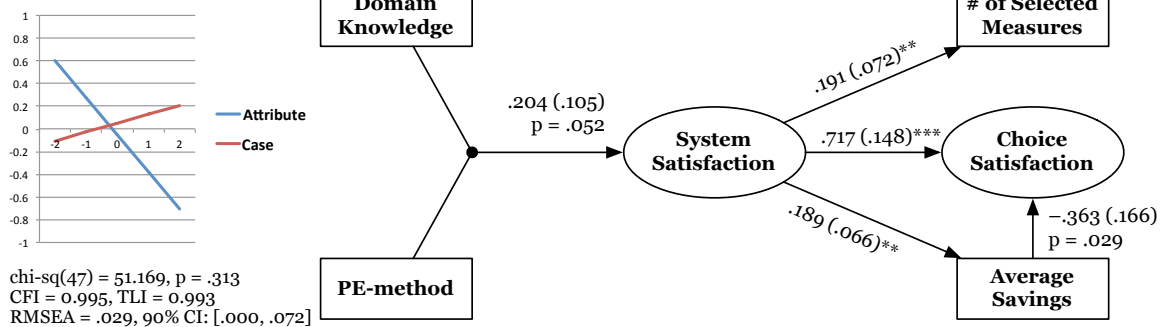 1
0.8
0.6
0.4
0.2
0
-0.2
-0.4
-0.6
-0.8
-1
-2 -1 0 1 2
Attribute
Case
chi-sq(47) = 51.169, p = .313
CFI = 0.995, TLI = 0.993
RMSEA = .029, 90% CI: [.000, .072]
Domain
Knowledge
PE-method
.204 (.105)
p = .052
System
Satisfaction
.191 (.072)**
.717 (.148)***
.189 (.066)**
# of Selected
Measures
Choice
Satisfaction
−.363 (.166)
p = .029
Average
Savings